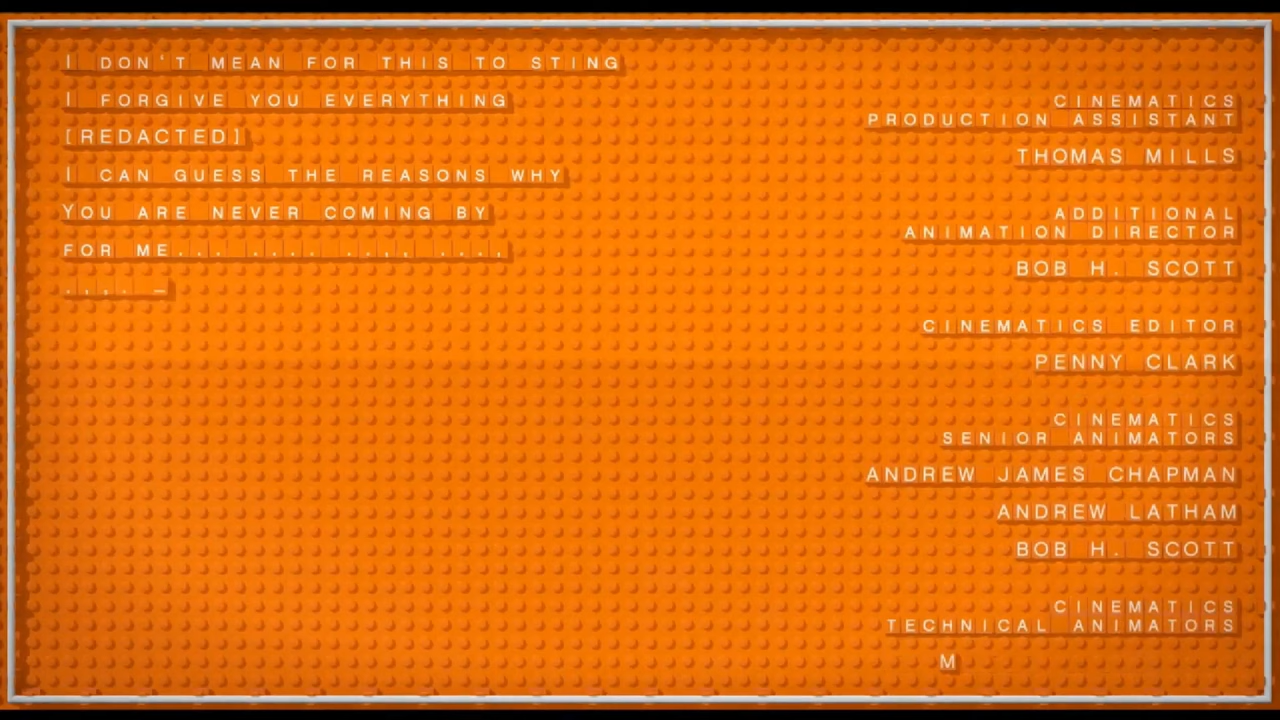 I DON'T MEAN FOR THIS TO STING
I FORGIVE YOU EVERYTHING
[REDACTED]
I CAN GUESS THE REASONS WHY
YOU ARE NEVER COMING BY
FOR ME... .... ..,, ...,
.,,. _
CINEMATICS
PRODUCTION ASSISTANT
THOMAS MILLS
ADDITIONAL
ANIMATION DIRECTOR
BOB H. SCOTT
CINEMATICS EDITOR
PENNY CLARK
CINEMATICS
SENIOR ANIMATORS
ANDREW JAMES CHAPMAN
ANDREW LATHAM
BOB H. SCOTT
CINEMATICS
TECHNICAL ANIMATORS
M